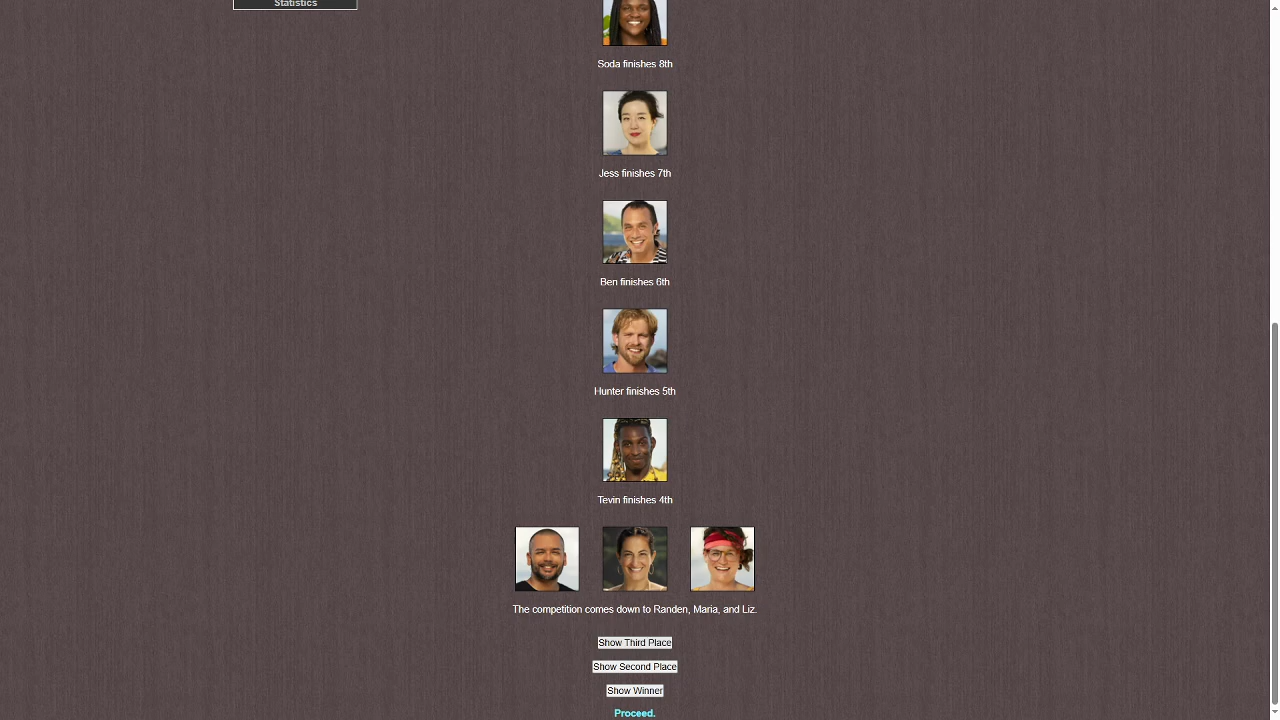 Statistics
Soda finishes 8th
Jess finishes 7th
Ben finishes 6th
Hunter finishes 5th
Tevin finishes 4th
The competition comes down to Randen, Maria, and Liz.
Show Third Place
Show Second Place
Show Winner
Proceed.